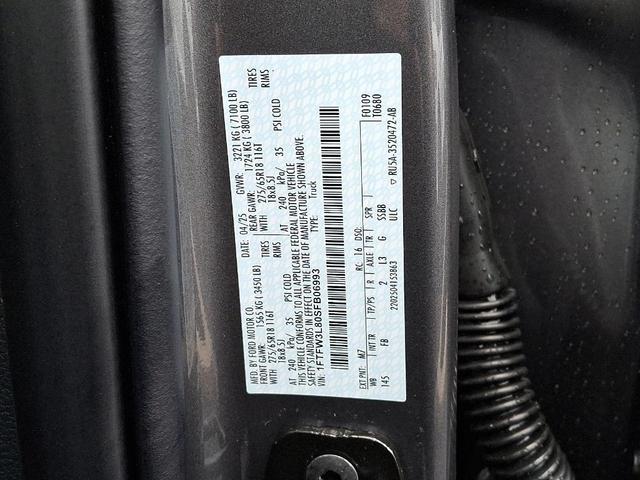 MFD. BY FORD MOTOR CO.
DATE: 04/25 GVWR: 3221 KG ( 7100 LB)
FRONT GAWR: 1565 KG ( 3450 LB) REAR GAWR: 1724 KG ( 3800 LB)
WITH 275/65R18 116T TIRES WITH 275/65R18 116T TIRES
18x8.5J RIMS 18x8.5J RIMS
AT 240 kPa/ 35 PSI COLD AT 240 kPa/ 35 PSI COLD
THIS VEHICLE CONFORMS TO ALL APPLICABLE FEDERAL MOTOR VEHICLE
SAFETY STANDARDS IN EFFECT ON THE DATE OF MANUFACTURE SHOWN ABOVE.
VIN: 1FTFW3L80SFB06993 TYPE: Truck
F0109
EXT PNT: M7 RC: 16 DSO: T0680
WB INT TR TP/PS R AXLE TR SPR
145 FB 2 L3 G SSBB
ULC
2202504153863 RU5A-3520472-AB